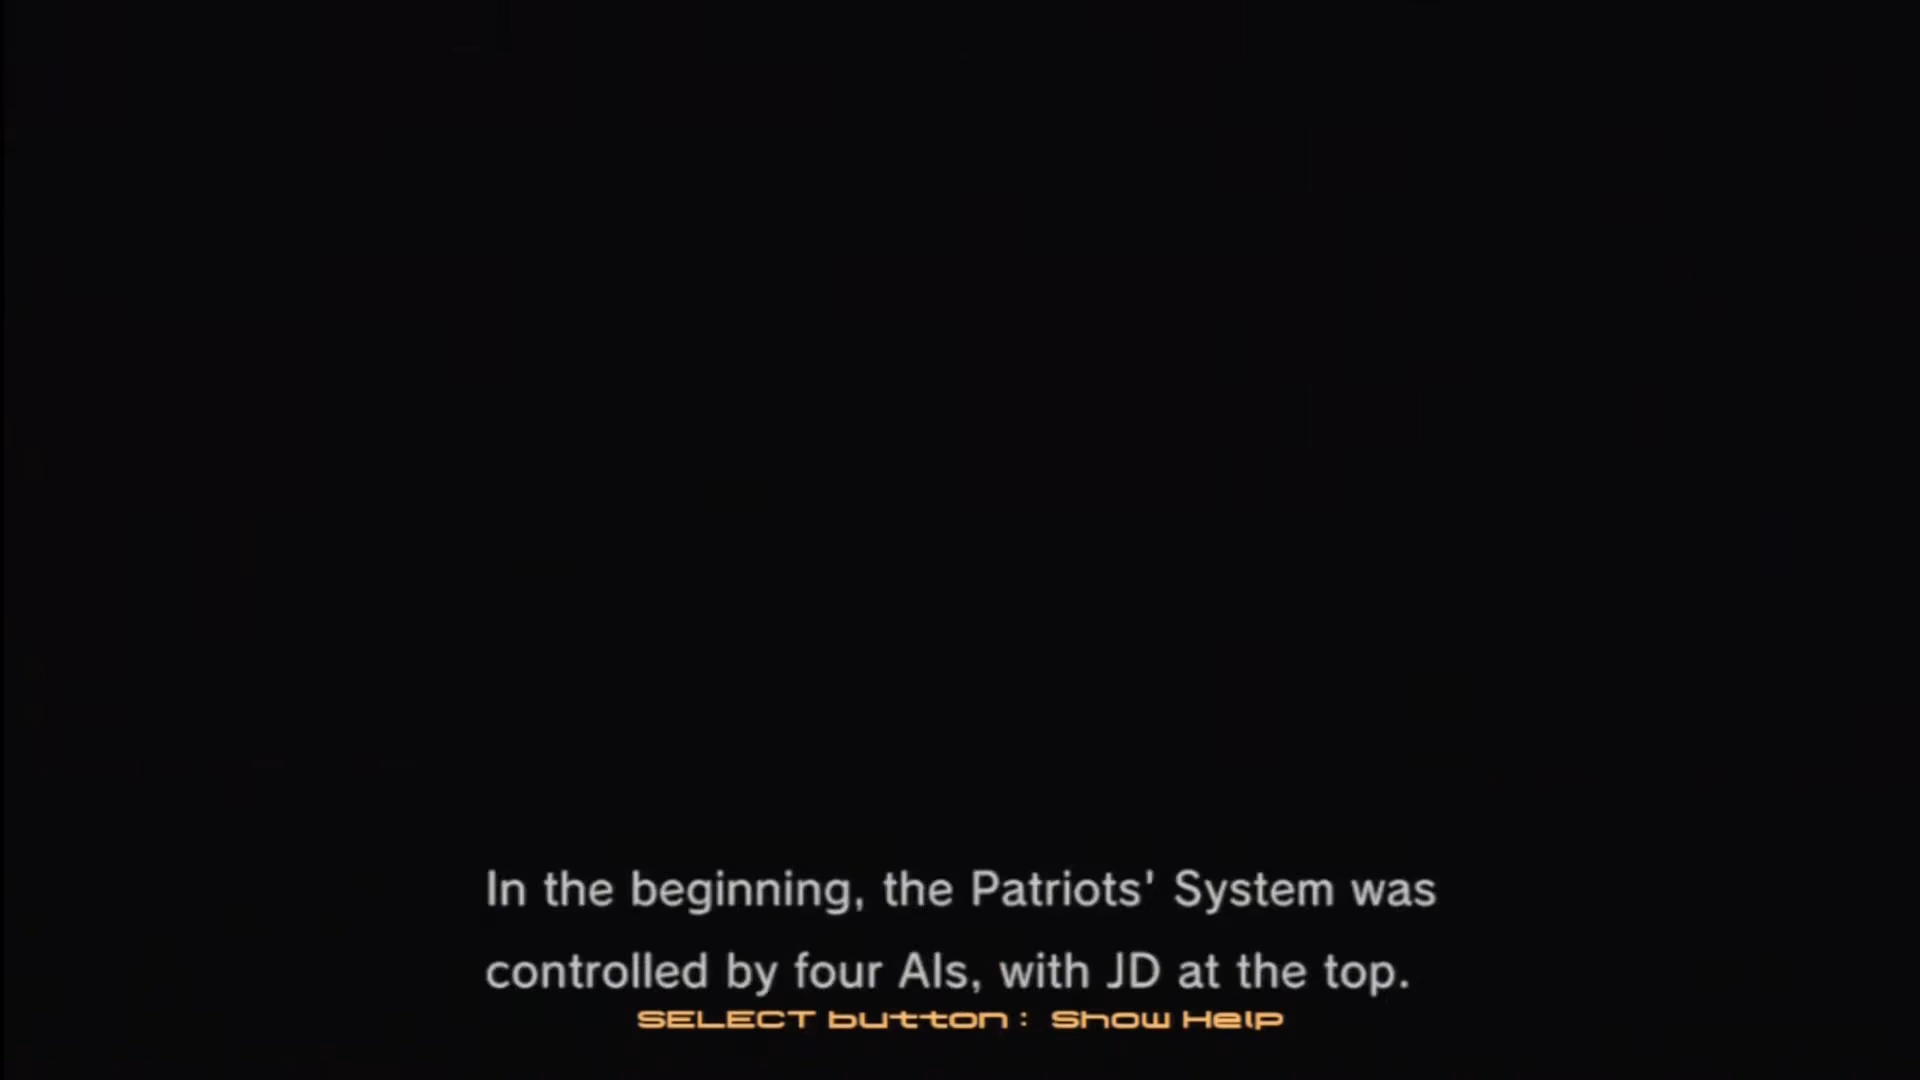 In the beginning, the Patriots' System was
controlled by four AIs, with JD at the top.
SELECT button : Show Help